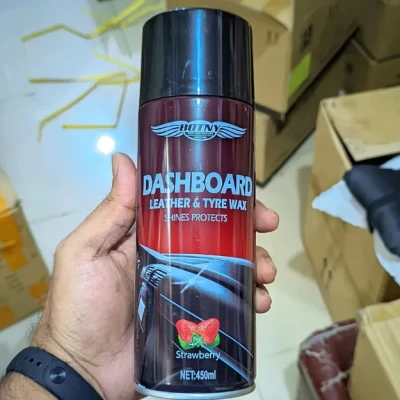 BOTNY
DASHBOARD
LEATHER & TYRE WAX
SHINES PROTECTS
Strawberry
NET:450ml